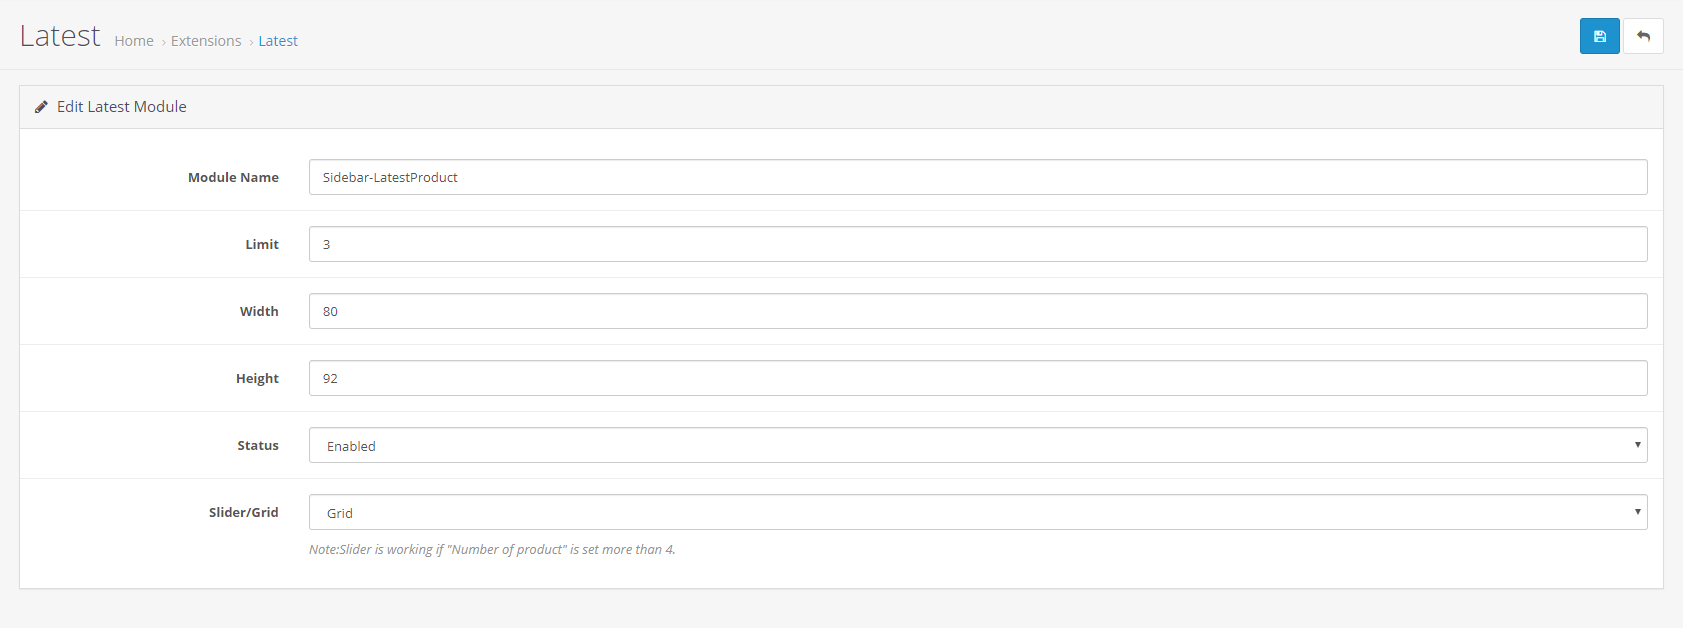 Latest Home › Extensions › Latest
Edit Latest Module
Module Name Sidebar-LatestProduct
Limit 3
Width 80
Height 92
Status Enabled
Slider/Grid Grid
Note:Slider is working if "Number of product" is set more than 4.